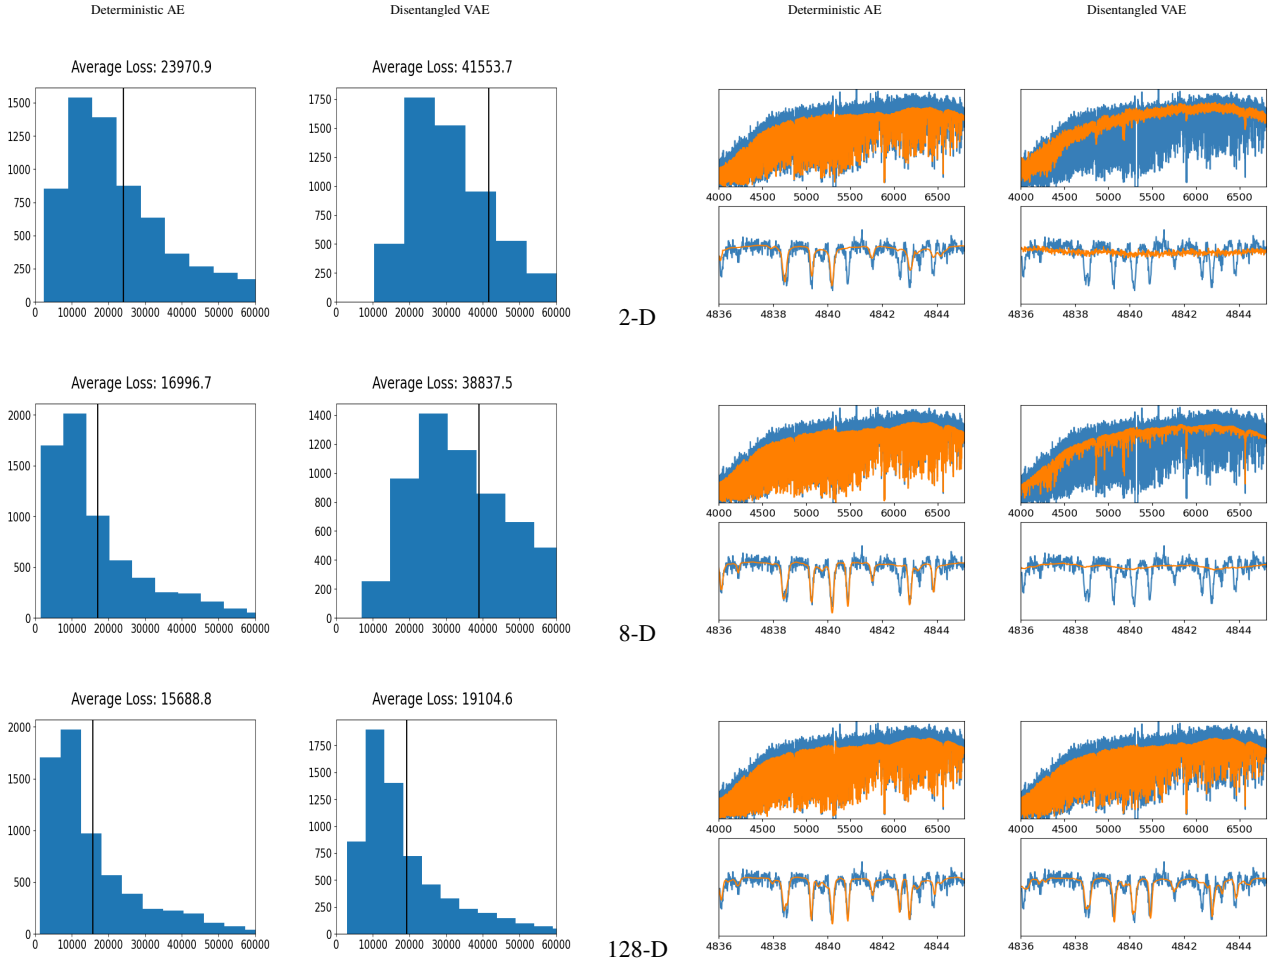 Deterministic AE
Disentangled VAE
Deterministic AE
Disentangled VAE
Average Loss: 23970.9
1500
1250
1000
750
500
250
0
0 10000 20000 30000 40000 50000 60000
Average Loss: 41553.7
1750
1500
1250
1000
750
500
250
0
0 10000 20000 30000 40000 50000 60000
2-D
4000 4500 5000 5500 6000 6500
4836 4838 4840 4842 4844
4000 4500 5000 5500 6000 6500
4836 4838 4840 4842 4844
Average Loss: 16996.7
2000
1500
1000
500
0
0 10000 20000 30000 40000 50000 60000
Average Loss: 38837.5
1400
1200
1000
800
600
400
200
0
0 10000 20000 30000 40000 50000 60000
8-D
4000 4500 5000 5500 6000 6500
4836 4838 4840 4842 4844
4000 4500 5000 5500 6000 6500
4836 4838 4840 4842 4844
Average Loss: 15688.8
2000
1500
1000
500
0
0 10000 20000 30000 40000 50000 60000
Average Loss: 19104.6
1750
1500
1250
1000
750
500
250
0
0 10000 20000 30000 40000 50000 60000
128-D
4000 4500 5000 5500 6000 6500
4836 4838 4840 4842 4844
4000 4500 5000 5500 6000 6500
4836 4838 4840 4842 4844